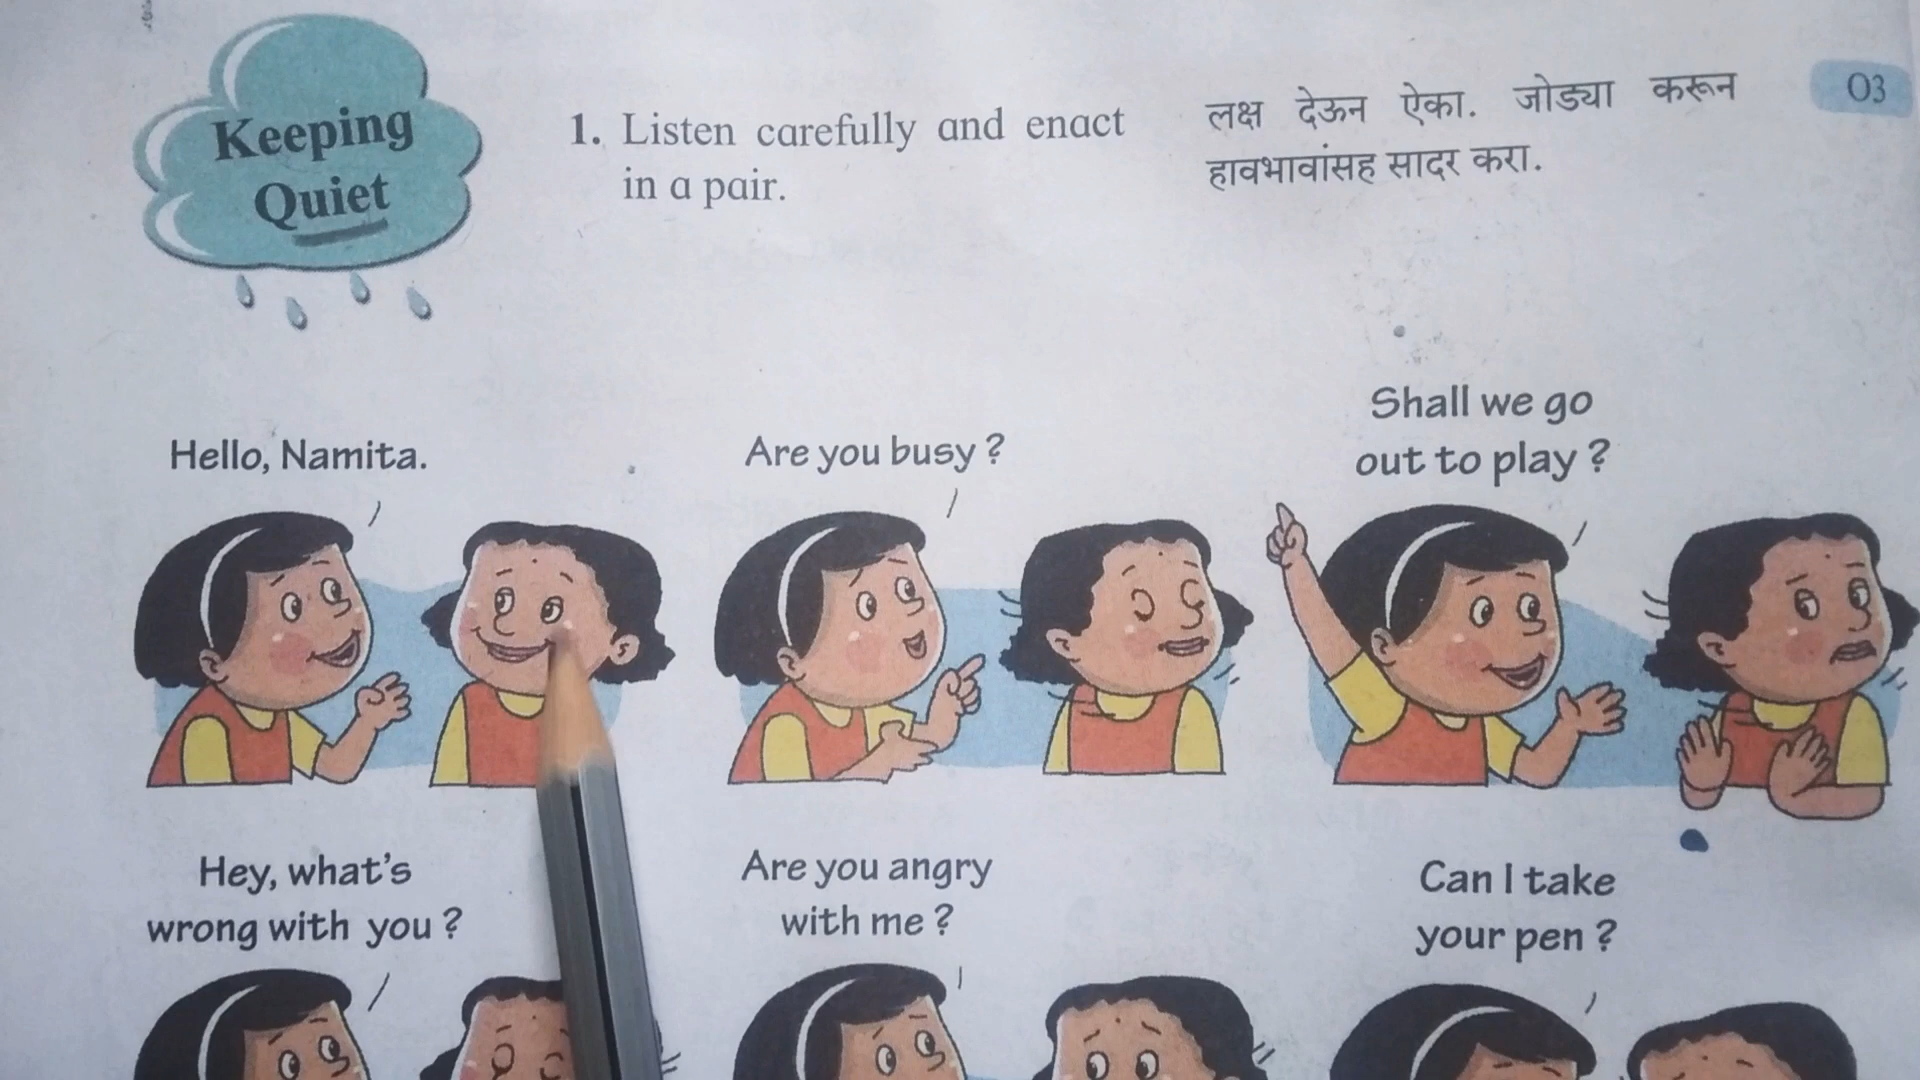 Keeping
Quiet
1. Listen carefully and enact
in a pair.
लक्ष देऊन ऐका. जोड्या करून
हावभावांसह सादर करा.
03
Hello, Namita.
Are you busy ?
Shall we go
out to play ?
Hey, what's
wrong with you ?
Are you angry
with me ?
Can I take
your pen ?